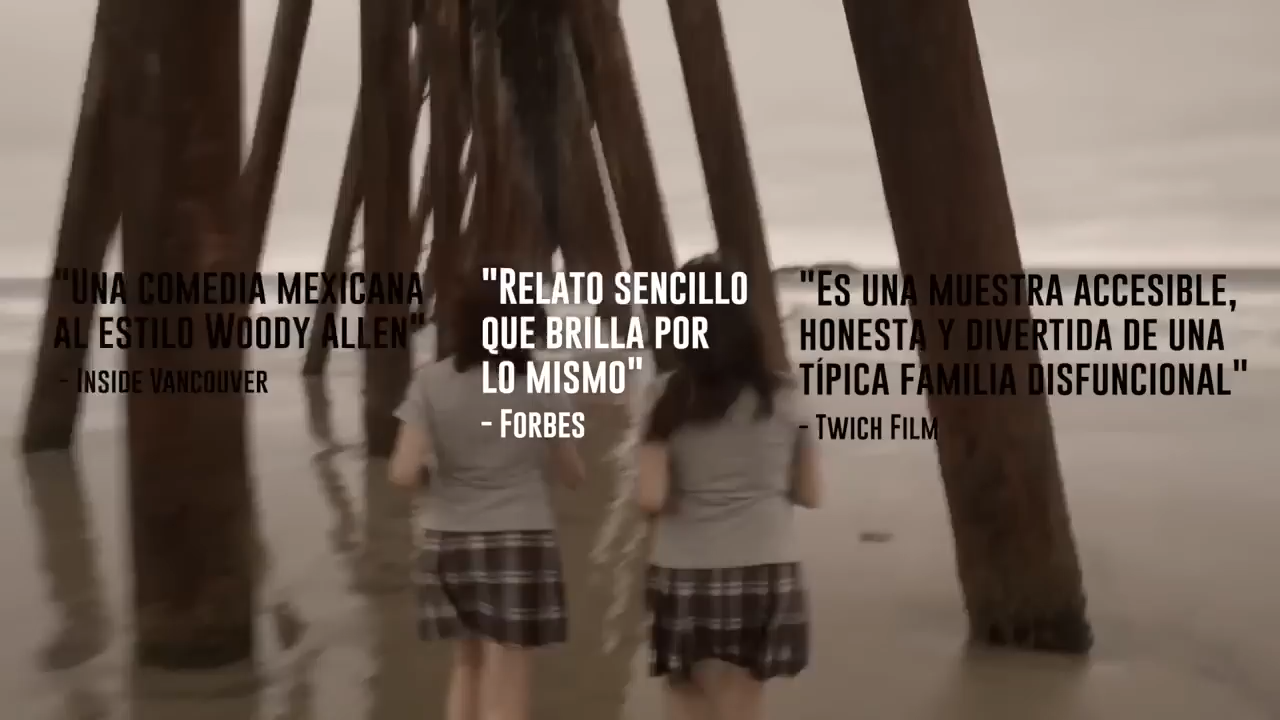 "Una comedia mexicana
al estilo Woody Allen"
- Inside Vancouver
"Relato sencillo
que brilla por
lo mismo"
- Forbes
"Es una muestra accesible,
honesta y divertida de una
típica familia disfuncional"
- Twich Film